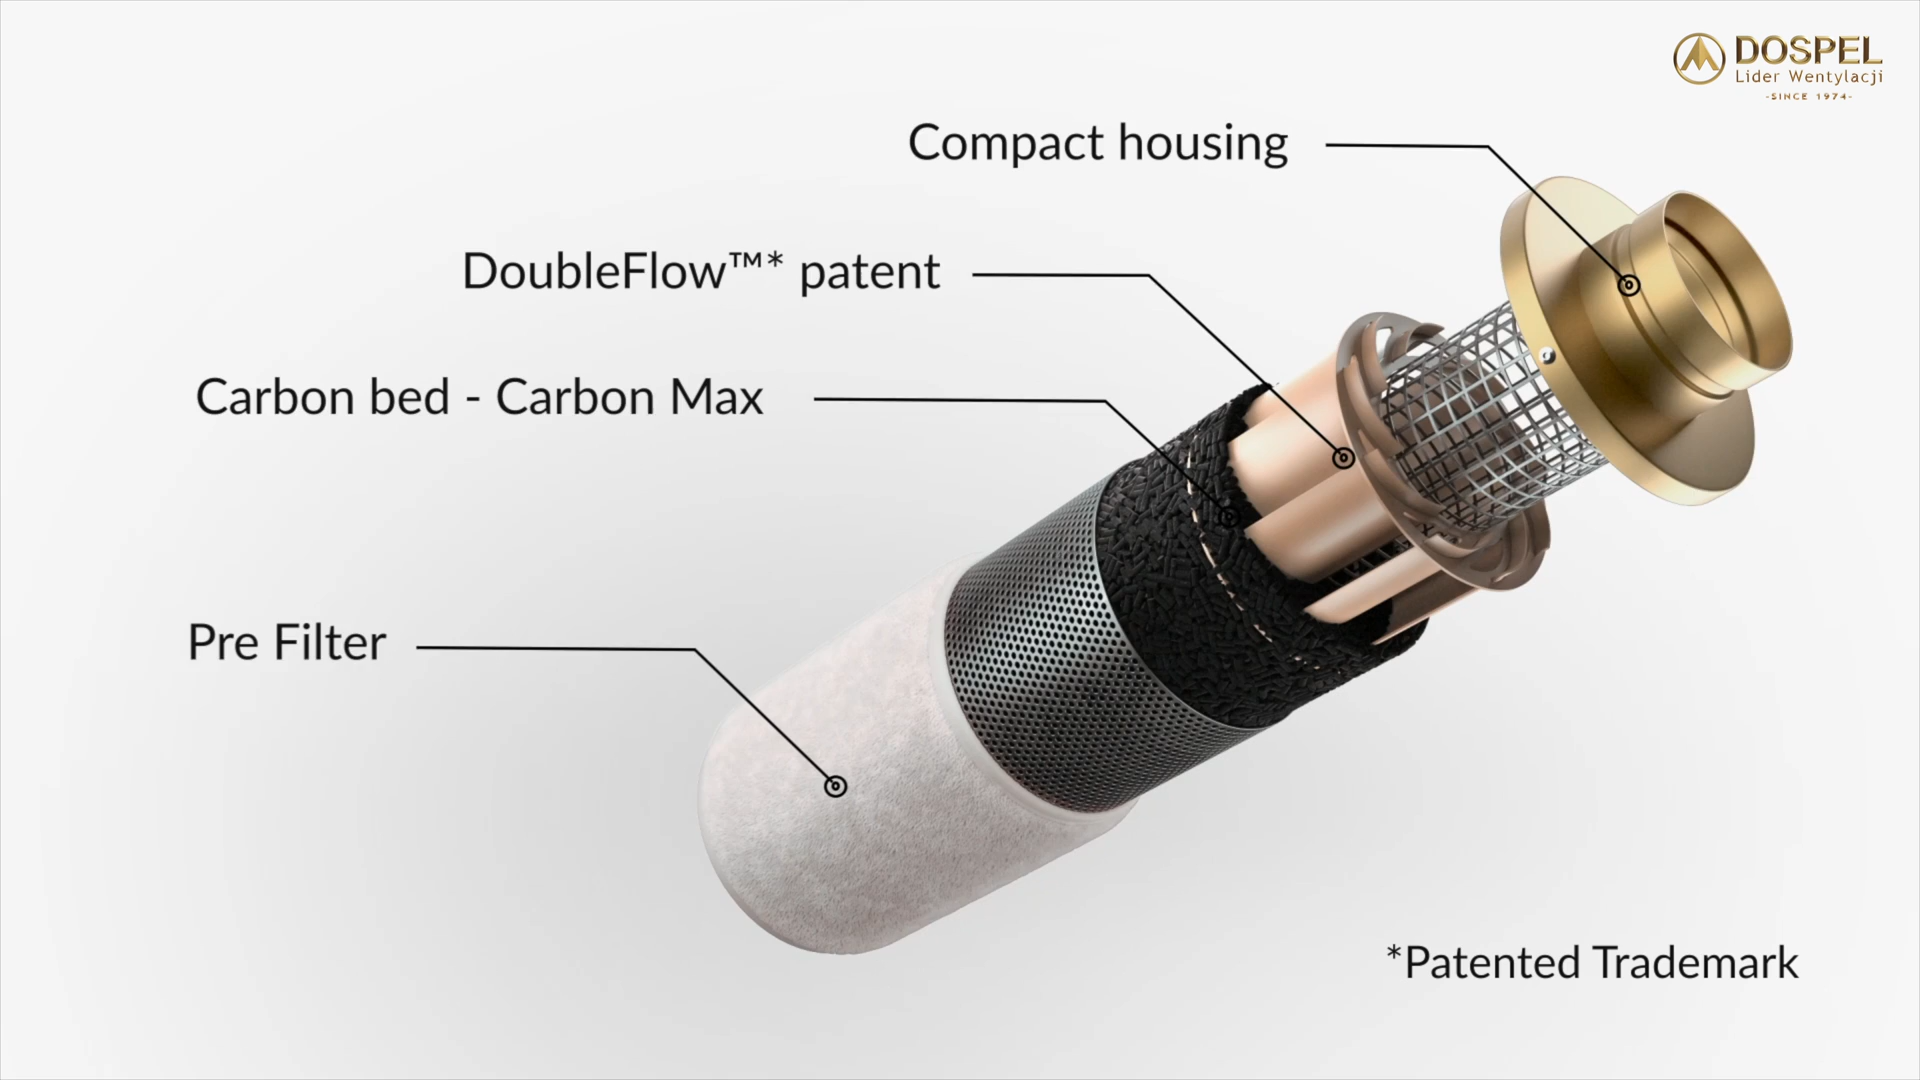 DOSPEL
Lider Wentylacji
-SINCE 1974-
Compact housing
DoubleFlow™* patent
Carbon bed - Carbon Max
Pre Filter
*Patented Trademark